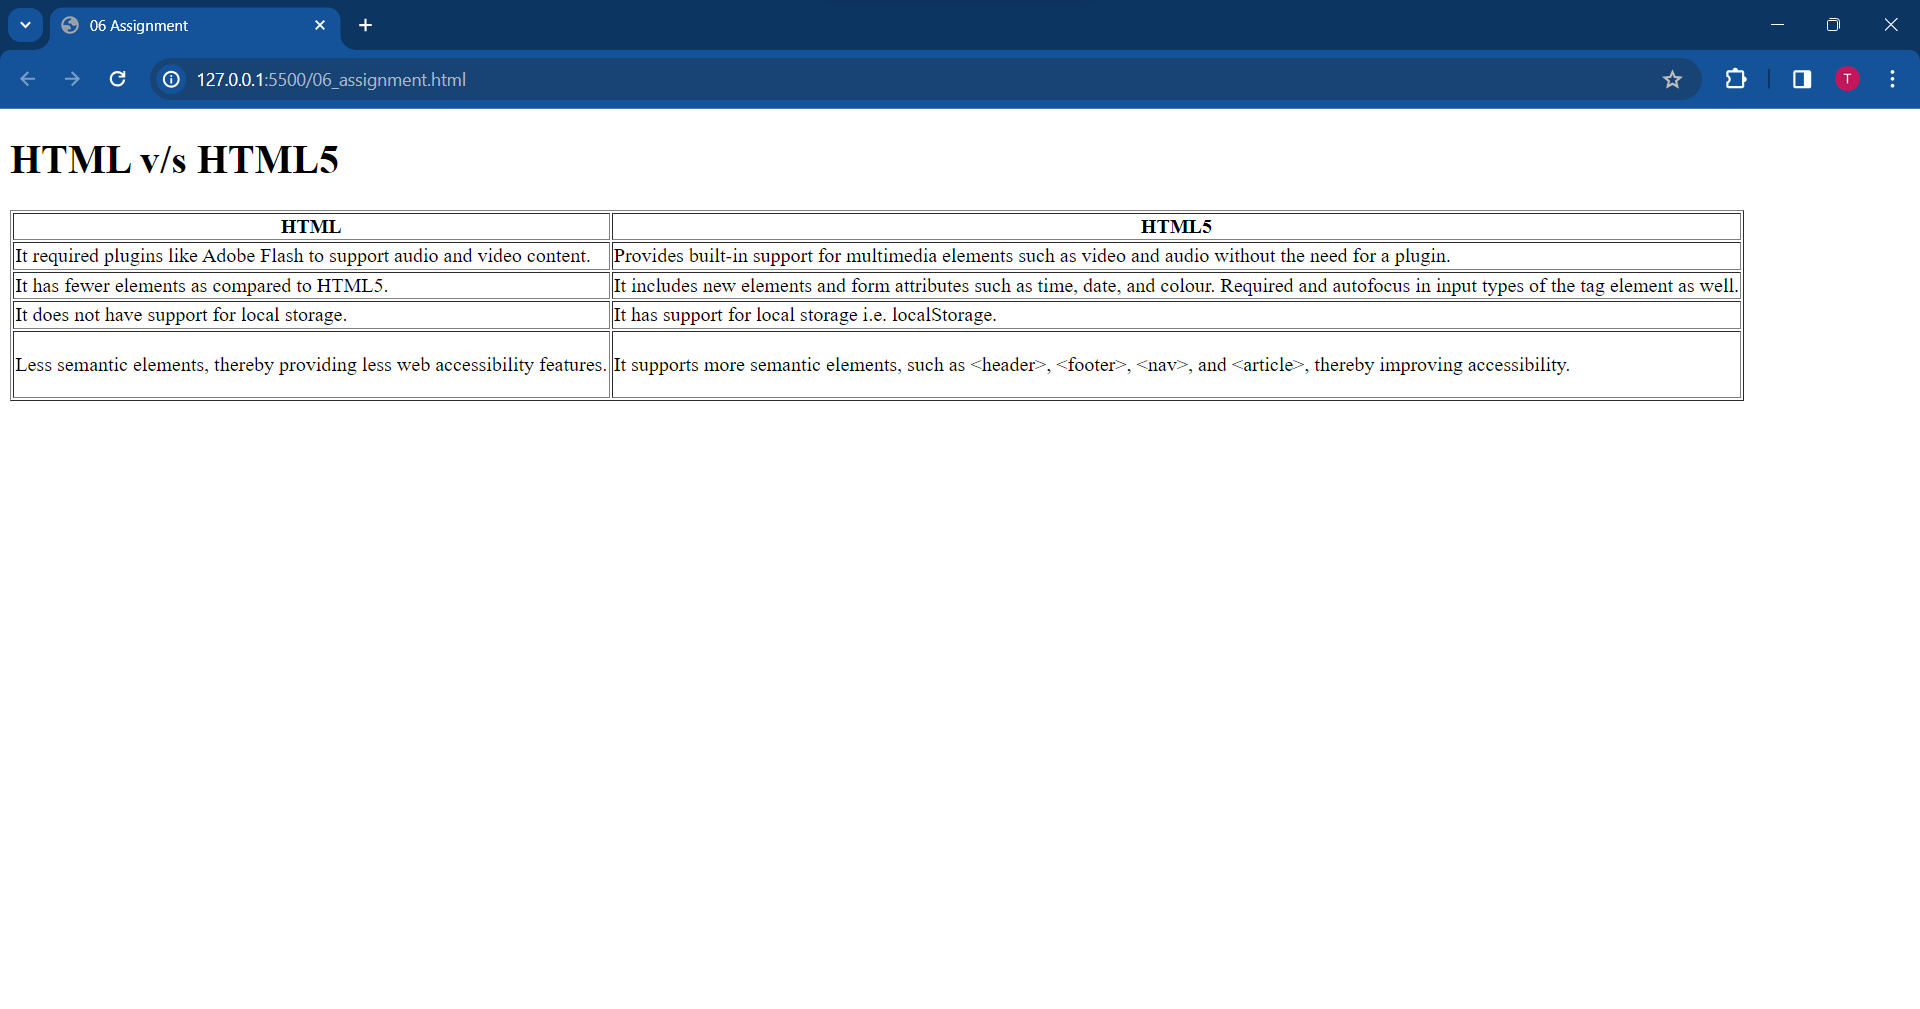 06 Assignment
127.0.0.1:5500/06_assignment.html
T
HTML v/s HTML5
HTML HTML5
It required plugins like Adobe Flash to support audio and video content. Provides built-in support for multimedia elements such as video and audio without the need for a plugin.
It has fewer elements as compared to HTML5. It includes new elements and form attributes such as time, date, and colour. Required and autofocus in input types of the tag element as well.
It does not have support for local storage. It has support for local storage i.e. localStorage.
Less semantic elements, thereby providing less web accessibility features. It supports more semantic elements, such as <header>, <footer>, <nav>, and <article>, thereby improving accessibility.